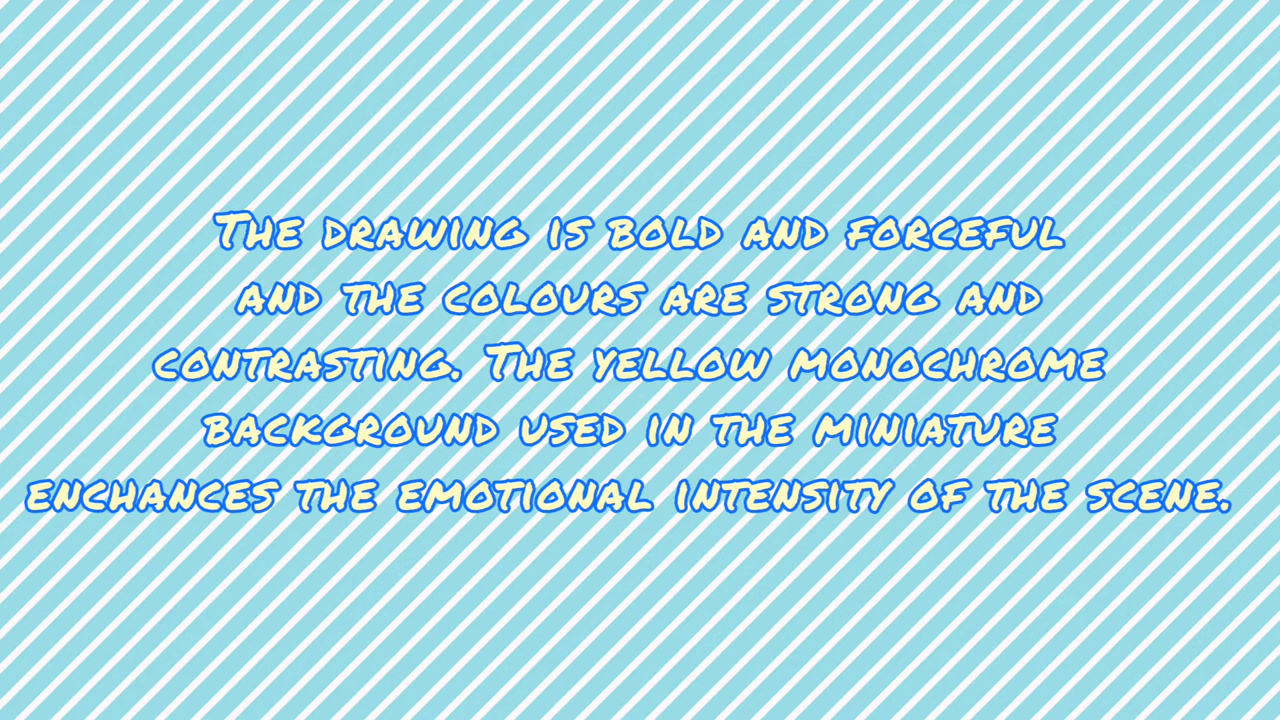 The drawing is bold and forceful
and the colours are strong and
contrasting. The yellow monochrome
background used in the miniature
enchances the emotional intensity of the scene.